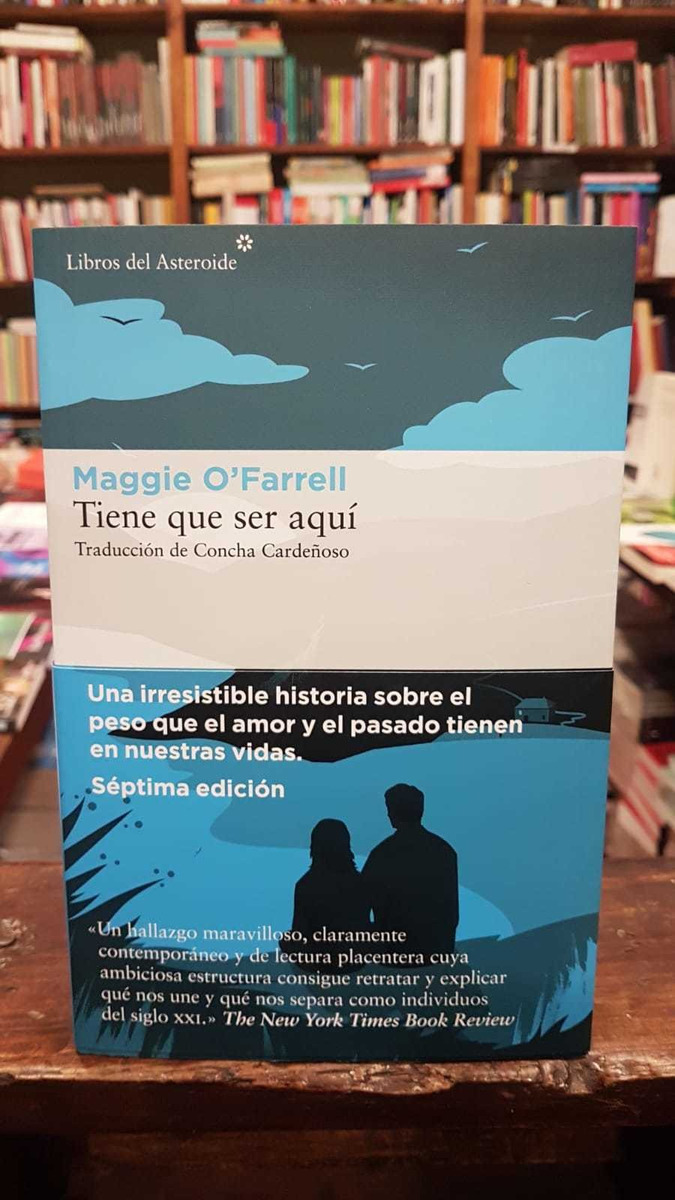 Libros del Asteroide
Maggie O'Farrell
Tiene que ser aquí
Traducción de Concha Cardeñoso
Una irresistible historia sobre el
peso que el amor y el pasado tienen
en nuestras vidas.
Séptima edición
«Un hallazgo maravilloso, claramente
contemporáneo y de lectura placentera cuya
ambiciosa estructura consigue retratar y explicar
qué nos une y qué nos separa como individuos
del siglo XXI.» The New York Times Book Review